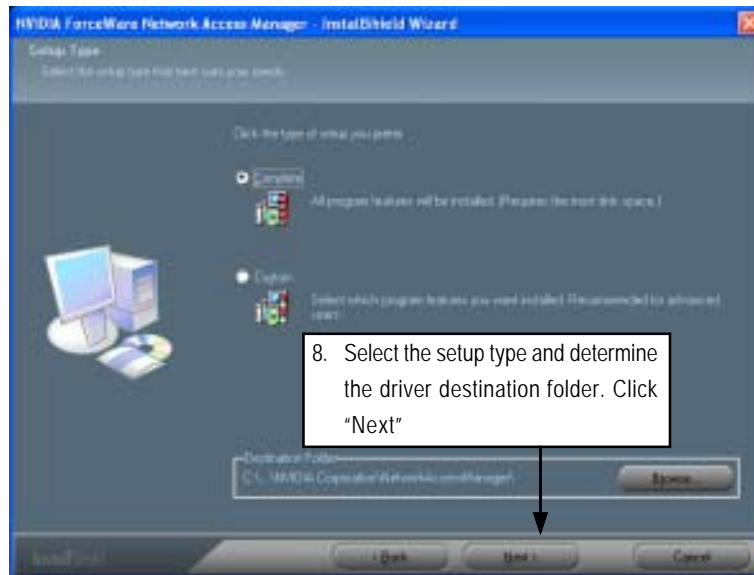 NVIDIA ForceWare Network Access Manager - InstallShield Wizard
Setup Type
Select the setup type that best suits your needs.
Click the type of setup you prefer.
Complete
All program features will be installed. (Requires the most disk space.)
Custom
Select which program features you want installed. Recommended for advanced
users.
8. Select the setup type and determine
the driver destination folder. Click
“Next”
Destination Folder
C:\...\NVIDIA Corporation\NetworkAccessManager\
Browse...
InstallShield
< Back
Next >
Cancel